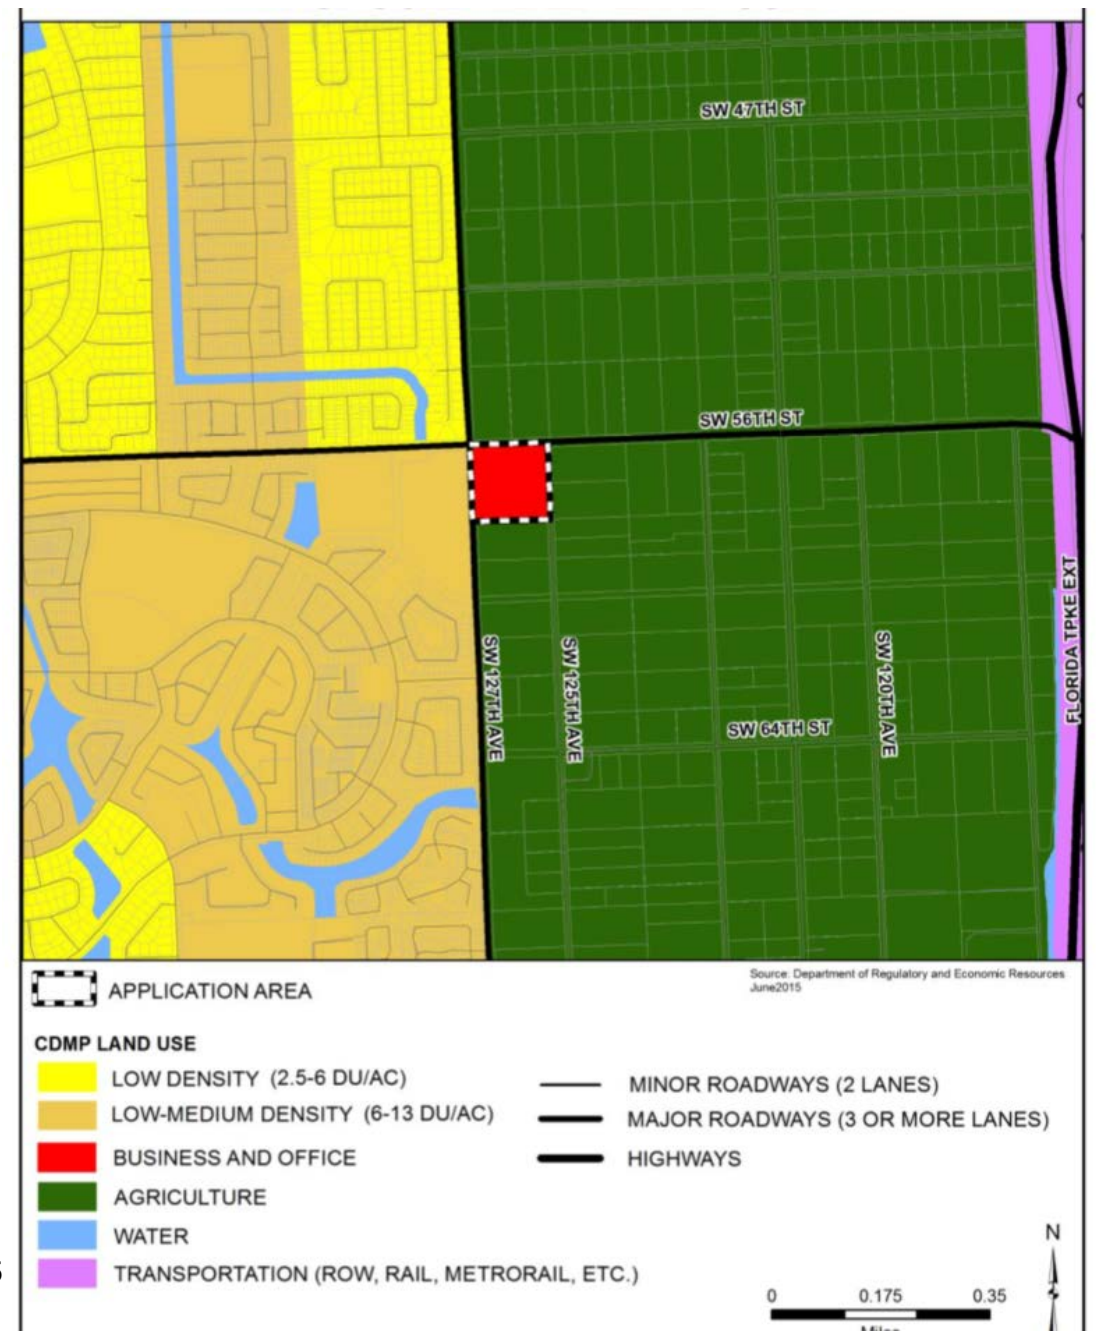 SW 47TH ST
SW 56TH ST
SW 127TH AVE
SW 125TH AVE
SW 120TH AVE
SW 64TH ST
FLORIDA TPKE EXT
Source: Department of Regulatory and Economic Resources
June2015
APPLICATION AREA
CDMP LAND USE
LOW DENSITY (2.5-6 DU/AC)
LOW-MEDIUM DENSITY (6-13 DU/AC)
BUSINESS AND OFFICE
AGRICULTURE
WATER
TRANSPORTATION (ROW, RAIL, METRORAIL, ETC.)
MINOR ROADWAYS (2 LANES)
MAJOR ROADWAYS (3 OR MORE LANES)
HIGHWAYS
N
0 0.175 0.35
Miles